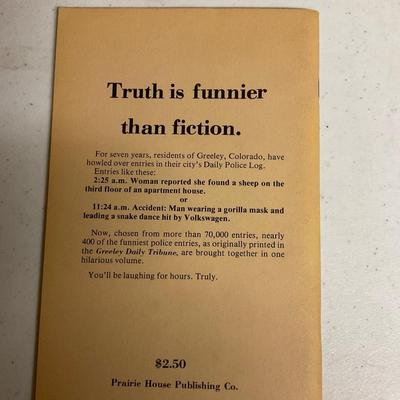 Truth is funnier
than fiction.
For seven years, residents of Greeley, Colorado, have
howled over entries in their city's Daily Police Log.
Entries like these:
2:25 a.m. Woman reported she found a sheep on the
third floor of an apartment house.
or
11:24 a.m. Accident: Man wearing a gorilla mask and
leading a snake dance hit by Volkswagen.
Now, chosen from more than 70,000 entries, nearly
400 of the funniest police entries, as originally printed in
the Greeley Daily Tribune, are brought together in one
hilarious volume.
You'll be laughing for hours. Truly.
$2.50
Prairie House Publishing Co.